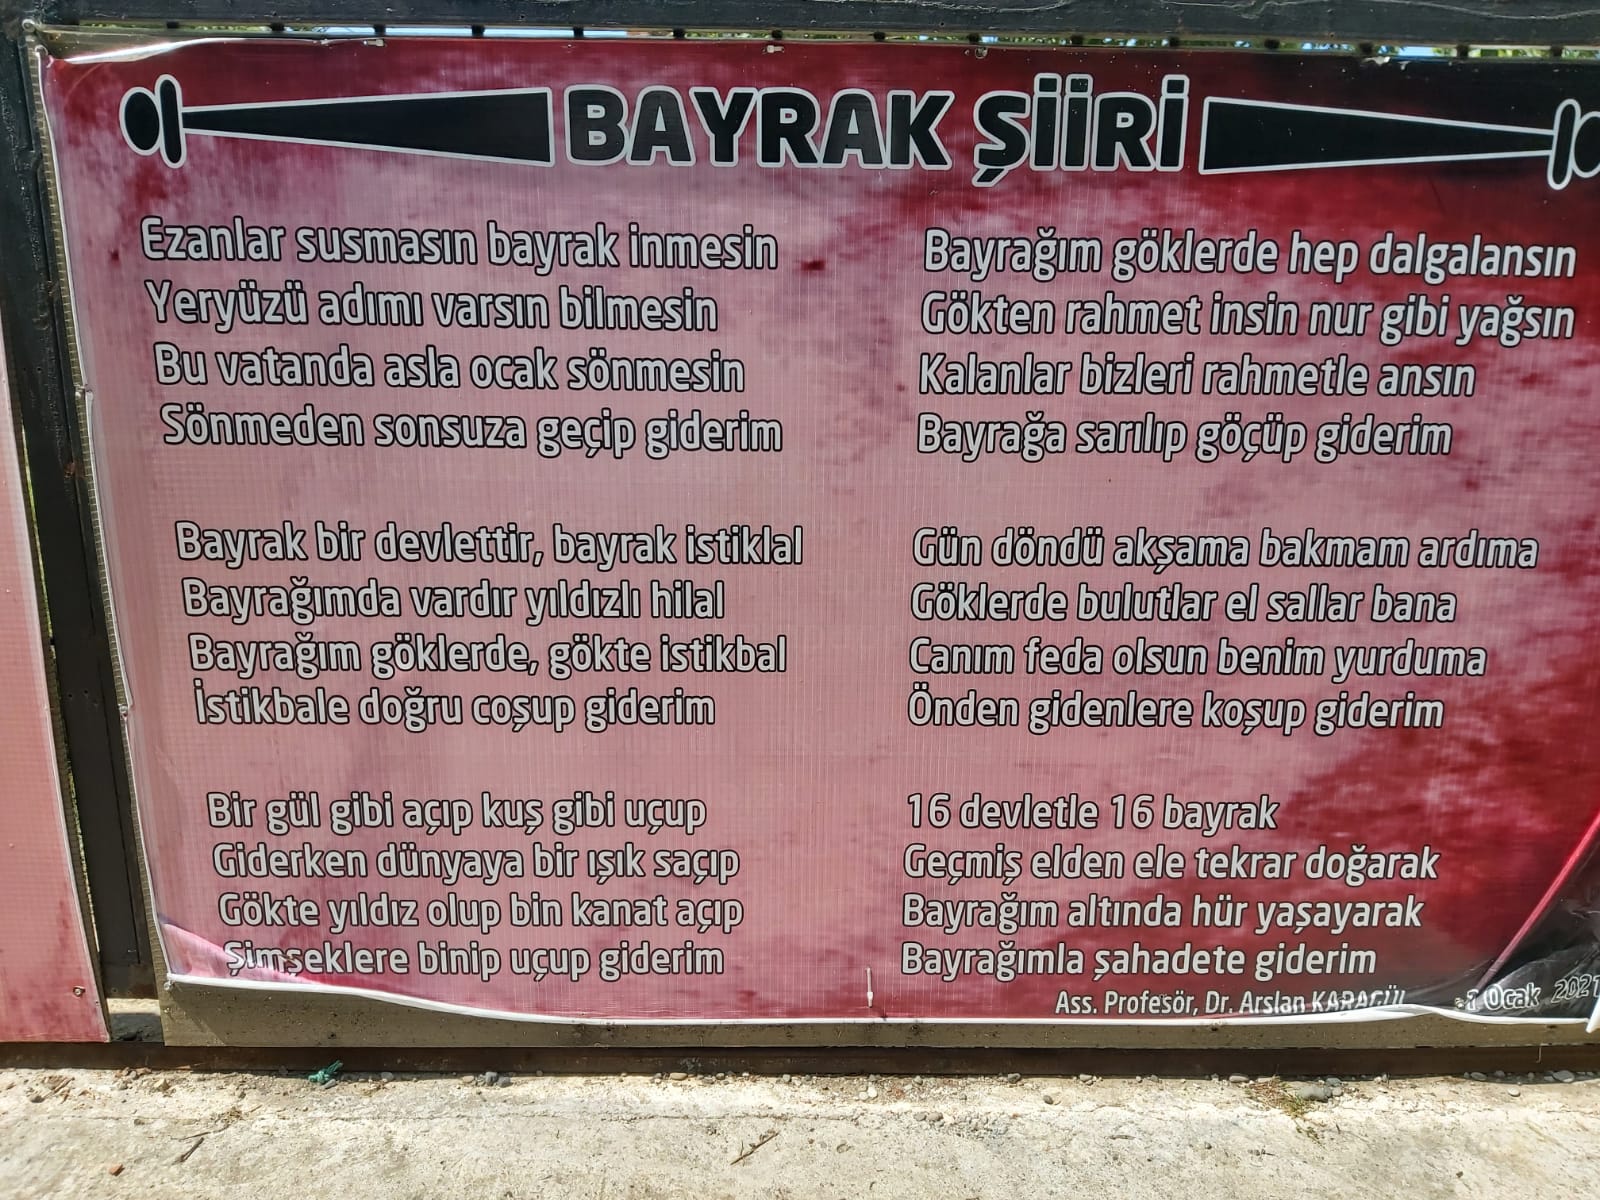 BAYRAK ŞİİRİ
Ezanlar susmasın bayrak inmesin
Yeryüzü adımı varsın bilmesin
Bu vatanda asla ocak sönmesin
Sönmeden sonsuza geçip giderim
Bayrak bir devlettir, bayrak istiklal
Bayrağımda vardır yıldızlı hilal
Bayrağım göklerde, gökte istikbal
İstikbale doğru coşup giderim
Bir gül gibi açıp kuş gibi uçup
Giderken dünyaya bir ışık saçıp
Gökte yıldız olup bin kanat açıp
Şimşeklere binip uçup giderim
Bayrağım göklerde hep dalgalansın
Gökten rahmet insin nur gibi yağsın
Kalanlar bizleri rahmetle ansın
Bayrağa sarılıp göçüp giderim
Gün döndü akşama bakmam ardıma
Göklerde bulutlar el sallar bana
Canım feda olsun benim yurduma
Önden gidenlere koşup giderim
16 devletle 16 bayrak
Geçmiş elden ele tekrar doğarak
Bayrağım altında hür yaşayarak
Bayrağımla şahadete giderim
Ass. Profesör, Dr. Arslan KARAGÜL Ocak 2021